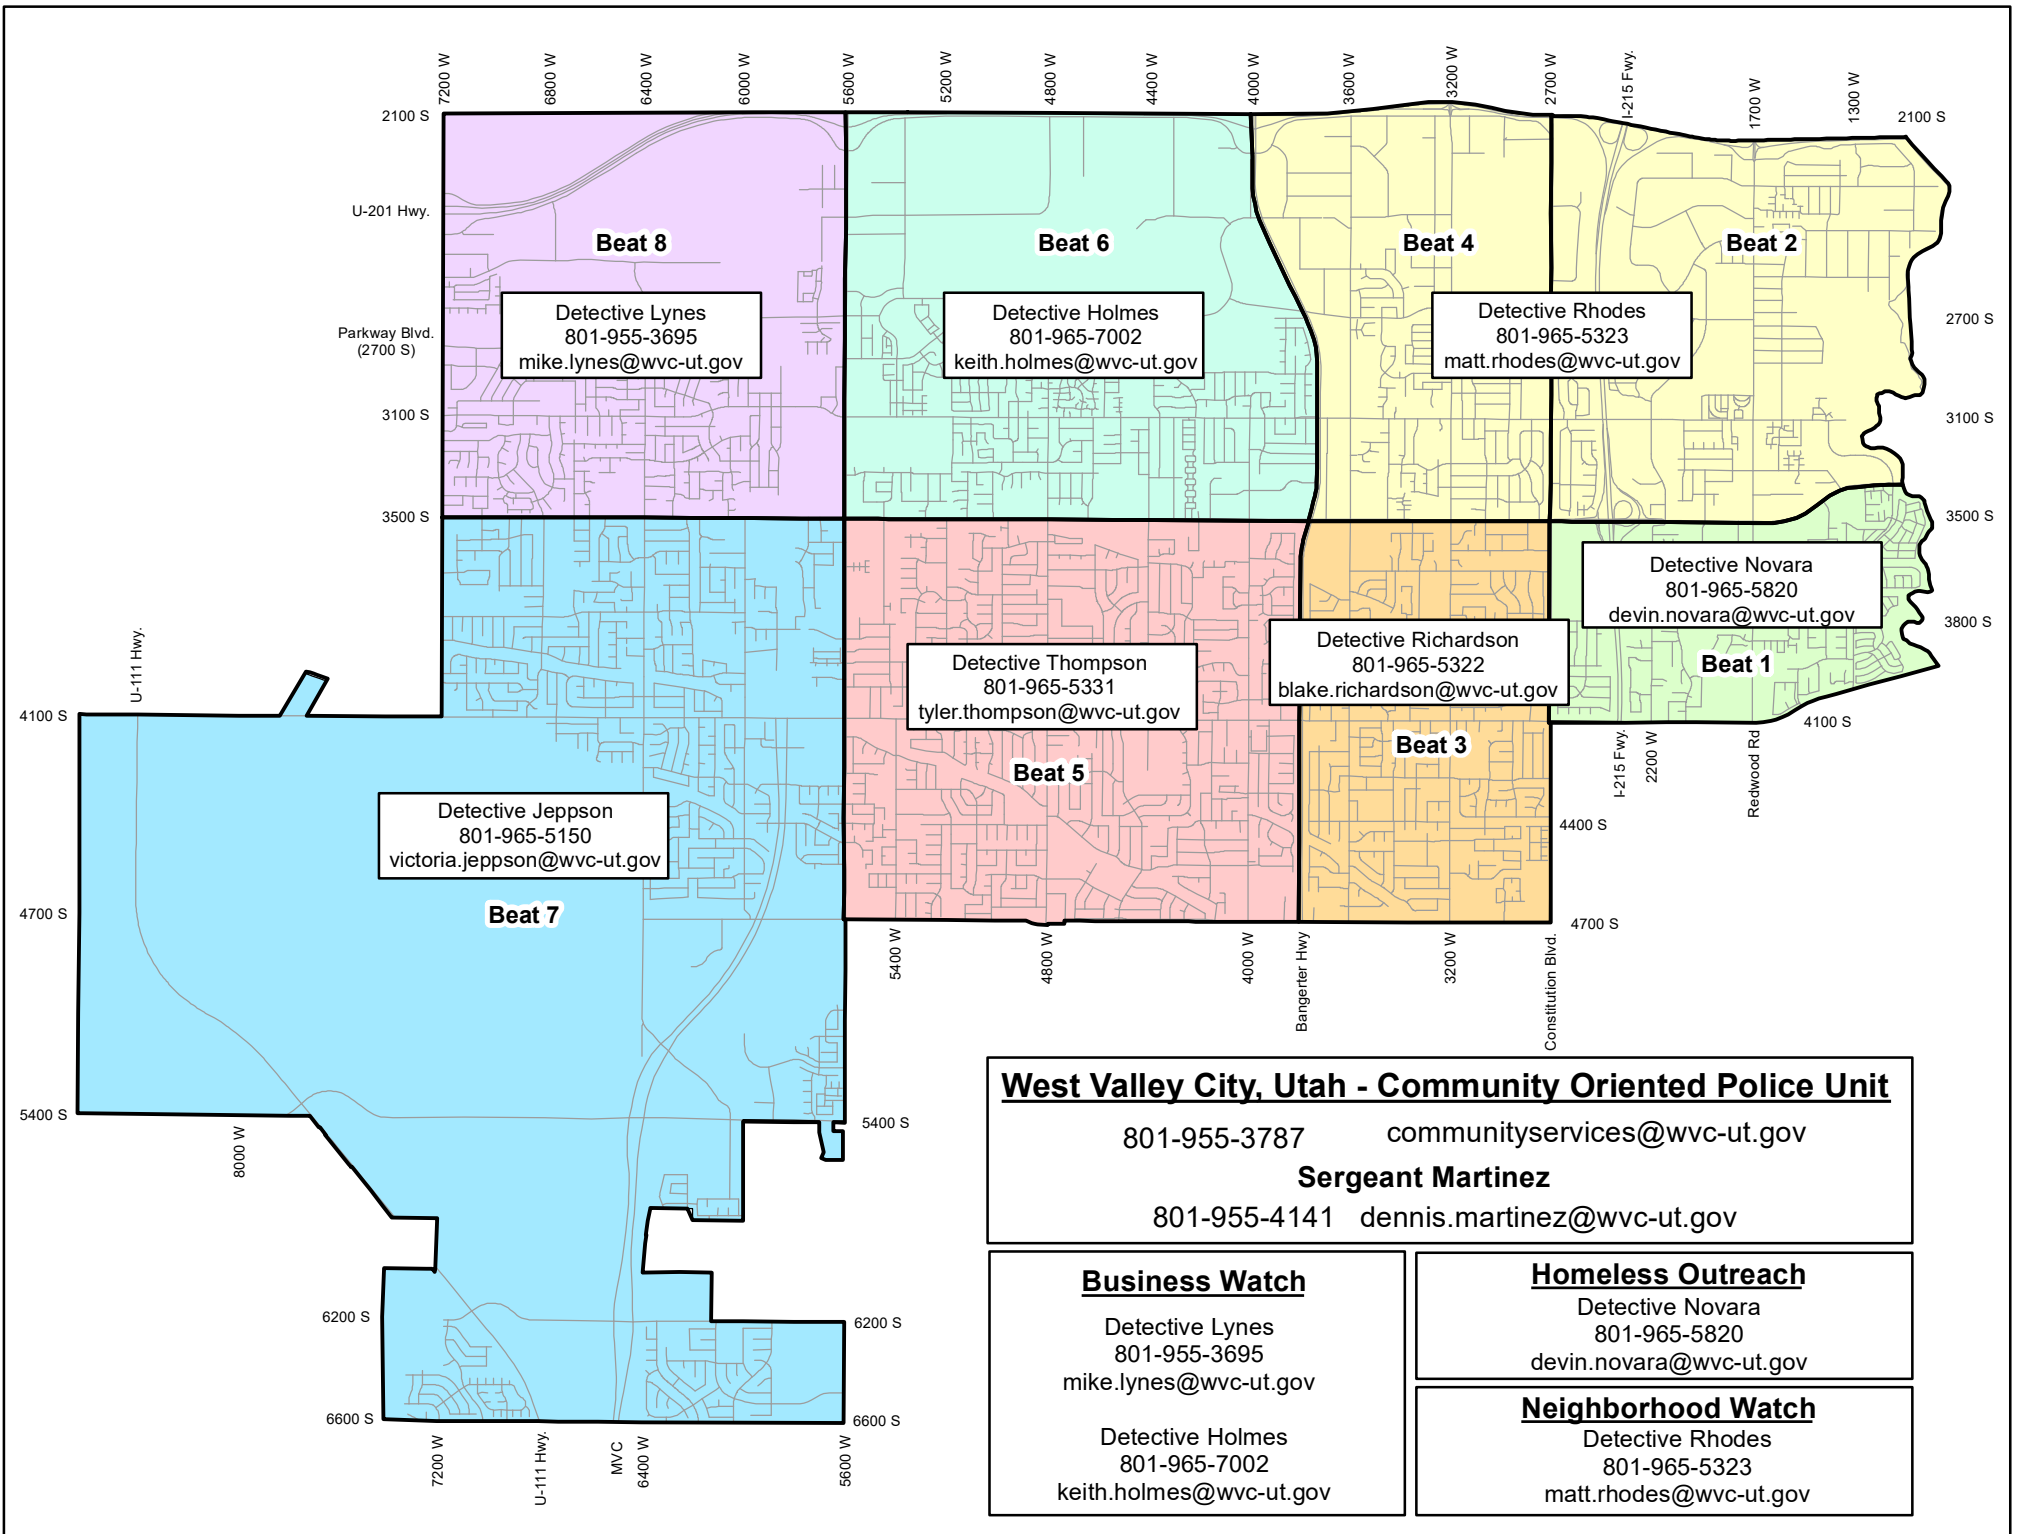 7200 W
6800 W
6400 W
6000 W
5600 W
5200 W
4800 W
4400 W
4000 W
3600 W
3200 W
2700 W
I-215 Fwy.
1700 W
1300 W
2100 S
2100 S
U-201 Hwy.
Beat 8
Beat 6
Beat 4
Beat 2
Detective Lynes
801-955-3695
mike.lynes@wvc-ut.gov
Detective Holmes
801-965-7002
keith.holmes@wvc-ut.gov
Detective Rhodes
801-965-5323
matt.rhodes@wvc-ut.gov
Parkway Blvd.
(2700 S)
2700 S
3100 S
3100 S
3500 S
3500 S
Detective Novara
801-965-5820
devin.novara@wvc-ut.gov
3800 S
Beat 1
Detective Richardson
801-965-5322
blake.richardson@wvc-ut.gov
Beat 3
Detective Thompson
801-965-5331
tyler.thompson@wvc-ut.gov
Beat 5
U-111 Hwy.
4100 S
4100 S
I-215 Fwy.
2200 W
Redwood Rd
Detective Jeppson
801-965-5150
victoria.jeppson@wvc-ut.gov
Beat 7
4400 S
4700 S
4700 S
5400 W
4800 W
4000 W
Bangerter Hwy
3200 W
Constitution Blvd.
5400 S
5400 S
8000 W
6200 S
6200 S
6600 S
6600 S
7200 W
U-111 Hwy.
MVC
6400 W
5600 W
West Valley City, Utah - Community Oriented Police Unit
801-955-3787 communityservices@wvc-ut.gov
Sergeant Martinez
801-955-4141 dennis.martinez@wvc-ut.gov
Business Watch
Detective Lynes
801-955-3695
mike.lynes@wvc-ut.gov
Detective Holmes
801-965-7002
keith.holmes@wvc-ut.gov
Homeless Outreach
Detective Novara
801-965-5820
devin.novara@wvc-ut.gov
Neighborhood Watch
Detective Rhodes
801-965-5323
matt.rhodes@wvc-ut.gov